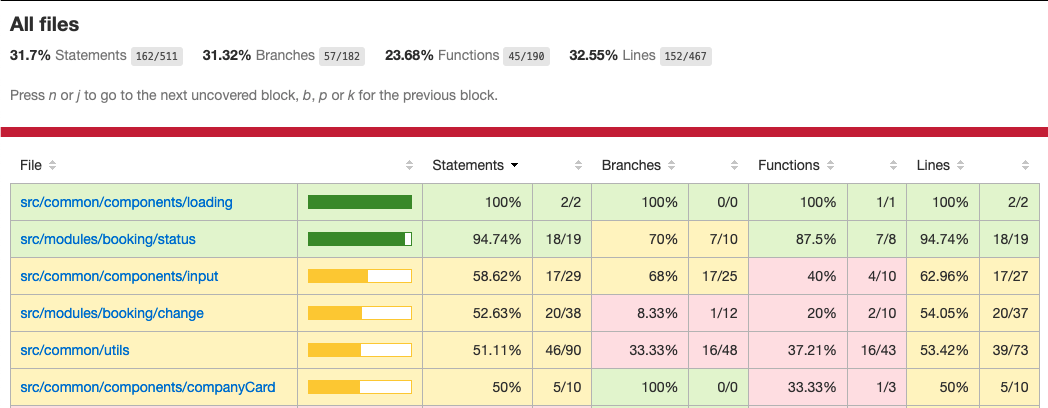 All files
31.7% Statements 162/511 31.32% Branches 57/182 23.68% Functions 45/190 32.55% Lines 152/467
Press n or j to go to the next uncovered block, b, p or k for the previous block.
File Statements Branches Functions Lines
src/common/components/loading 100% 2/2 100% 0/0 100% 1/1 100% 2/2
src/modules/booking/status 94.74% 18/19 70% 7/10 87.5% 7/8 94.74% 18/19
src/common/components/input 58.62% 17/29 68% 17/25 40% 4/10 62.96% 17/27
src/modules/booking/change 52.63% 20/38 8.33% 1/12 20% 2/10 54.05% 20/37
src/common/utils 51.11% 46/90 33.33% 16/48 37.21% 16/43 53.42% 39/73
src/common/components/companyCard 50% 5/10 100% 0/0 33.33% 1/3 50% 5/10